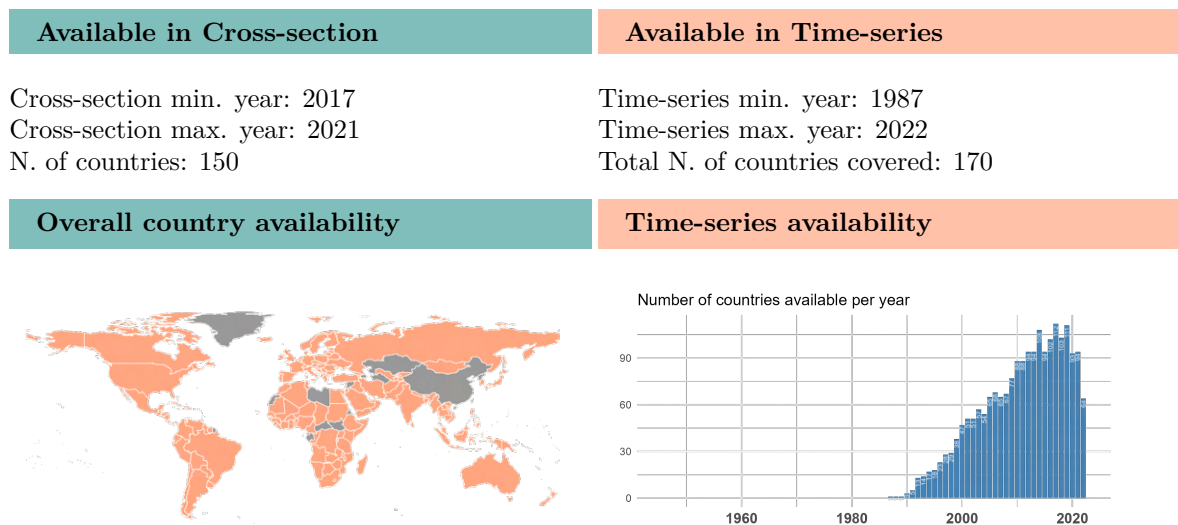 Available in Cross-section
Available in Time-series
Cross-section min. year: 2017
Cross-section max. year: 2021
N. of countries: 150
Time-series min. year: 1987
Time-series max. year: 2022
Total N. of countries covered: 170
Overall country availability
Time-series availability
Number of countries available per year
90
60
30
0
1960
1980
2000
2020